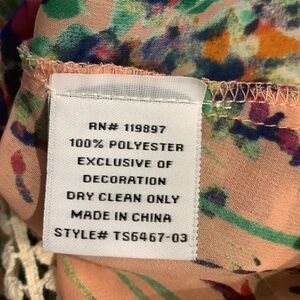 RN# 119897
100% POLYESTER
EXCLUSIVE OF
DECORATION
DRY CLEAN ONLY
MADE IN CHINA
STYLE# TS6467-03